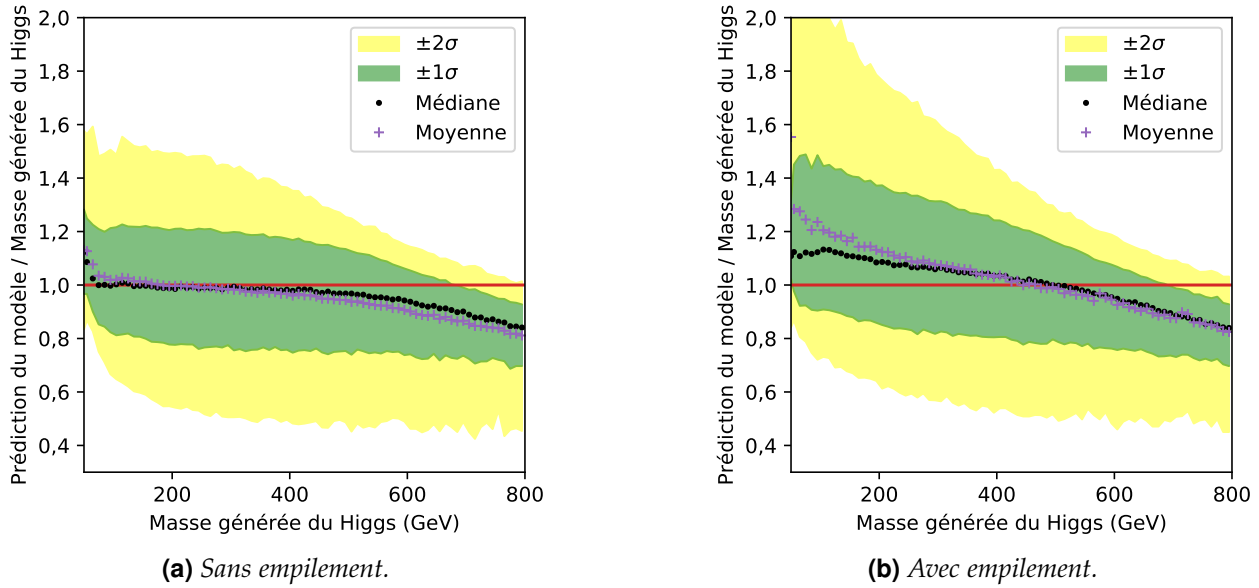 Prédiction du modèle / Masse générée du Higgs
2,0
1,8
1,6
1,4
1,2
1,0
0,8
0,6
0,4
±2σ
±1σ
Médiane
Moyenne
200 400 600 800
Masse générée du Higgs (GeV)
(a) Sans empilement.
Prédiction du modèle / Masse générée du Higgs
2,0
1,8
1,6
1,4
1,2
1,0
0,8
0,6
0,4
±2σ
±1σ
Médiane
Moyenne
200 400 600 800
Masse générée du Higgs (GeV)
(b) Avec empilement.